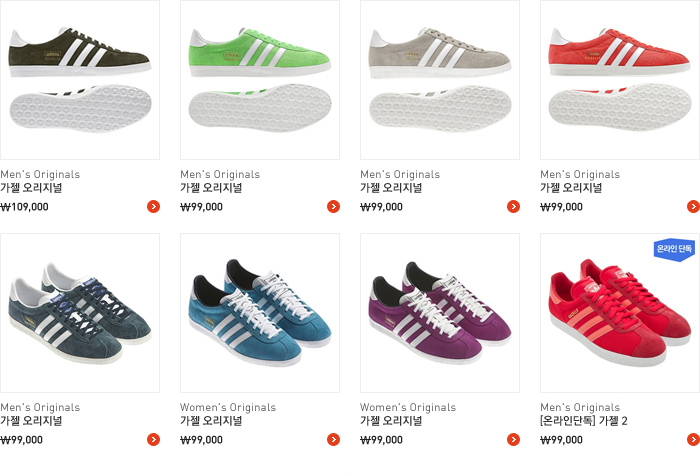 Men's Originals
가젤 오리지널
₩109,000
Men's Originals
가젤 오리지널
₩99,000
Men's Originals
가젤 오리지널
₩99,000
Men's Originals
가젤 오리지널
₩99,000
온라인 단독
Men's Originals
가젤 오리지널
₩99,000
Women's Originals
가젤 오리지널
₩99,000
Women's Originals
가젤 오리지널
₩99,000
Men's Originals
[온라인단독] 가젤 2
₩99,000